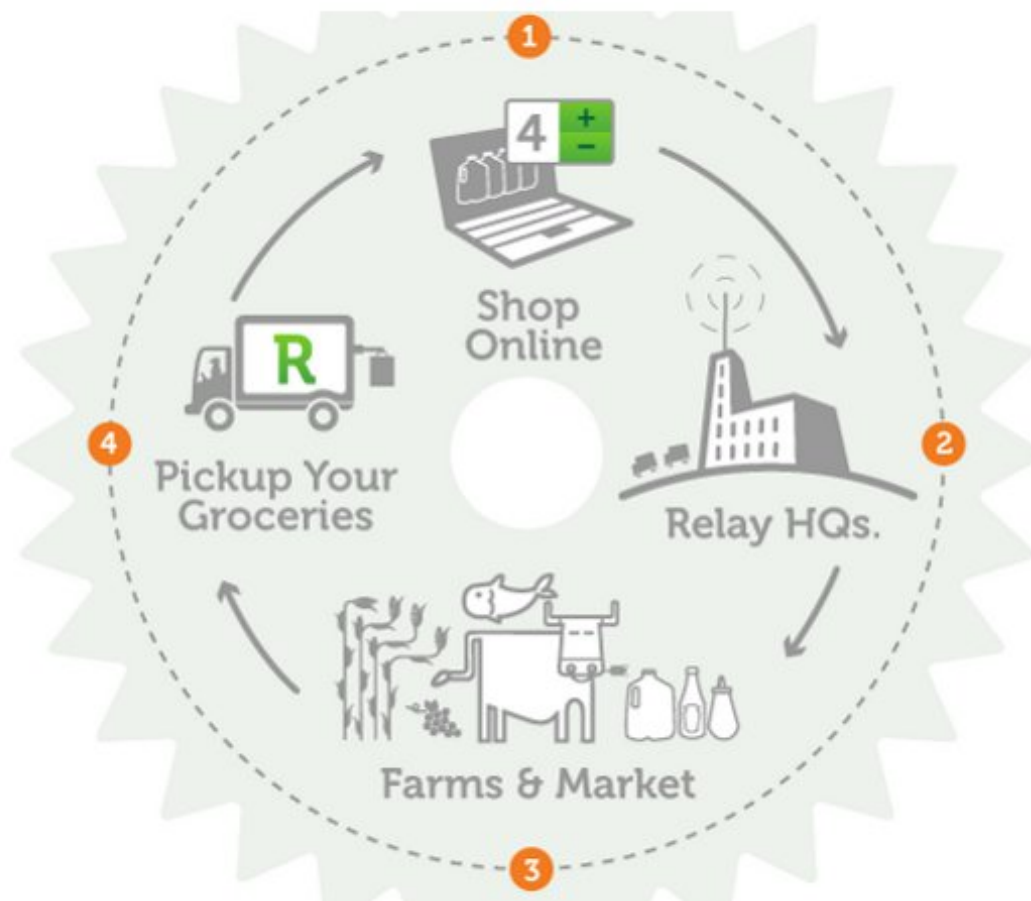 1
4
+
−
Shop
Online
2
Relay HQs.
3
Farms & Market
4
R
Pickup Your
Groceries